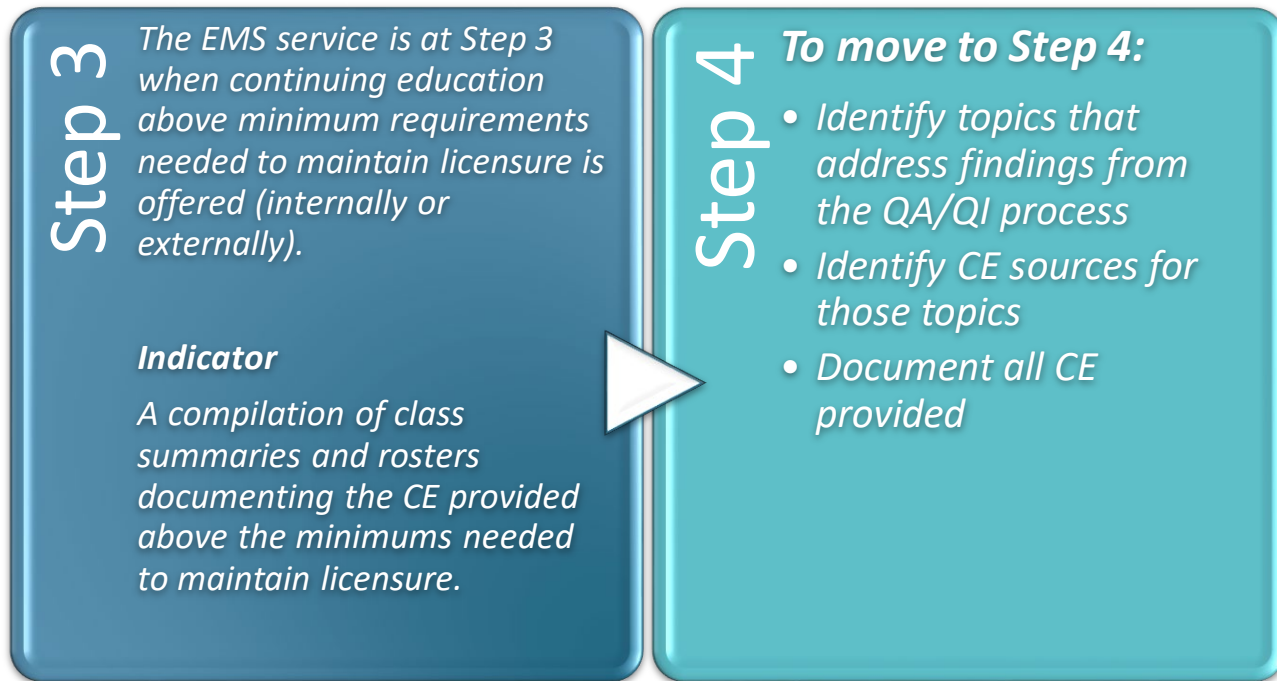 Step 3
The EMS service is at Step 3
when continuing education
above minimum requirements
needed to maintain licensure is
offered (internally or
externally).
Indicator
A compilation of class
summaries and rosters
documenting the CE provided
above the minimums needed
to maintain licensure.
Step 4
To move to Step 4:
• Identify topics that
address findings from
the QA/QI process
• Identify CE sources for
those topics
• Document all CE
provided